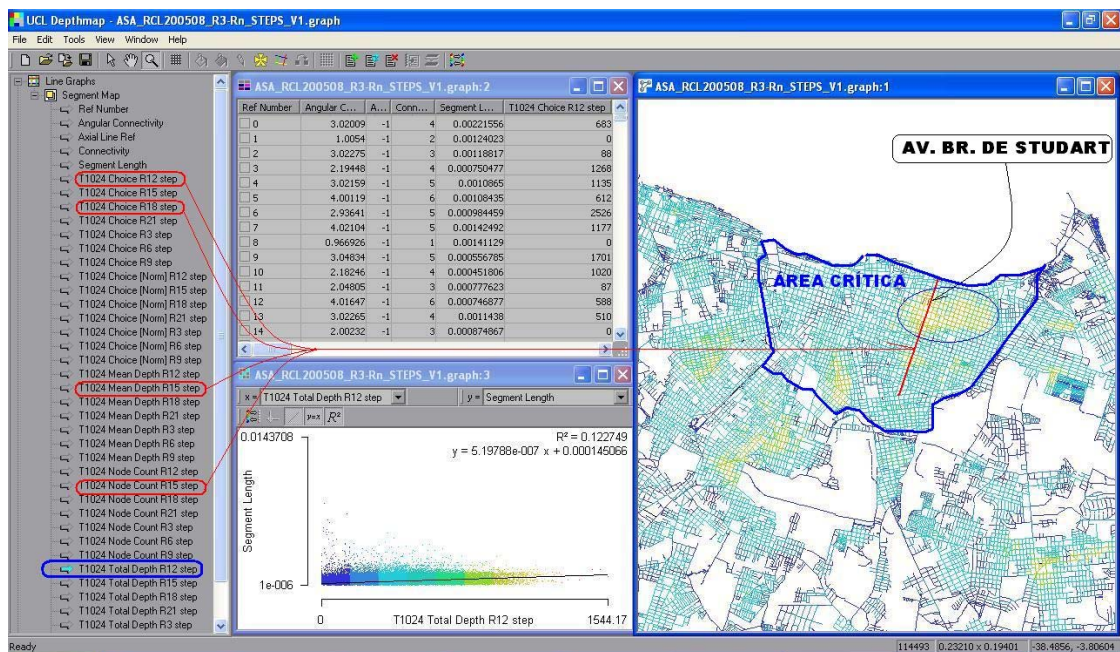 UCL Depthmap - ASA_RCL200508_R3-Rn_STEPS_V1.graph
File Edit Tools View Window Help
Line Graphs
Segment Map
Ref Number
Angular Connectivity
Axial Line Ref
Connectivity
Segment Length
T1024 Choice R12 step
T1024 Choice R15 step
T1024 Choice R18 step
T1024 Choice R21 step
T1024 Choice R3 step
T1024 Choice R6 step
T1024 Choice R9 step
T1024 Choice [Norm] R12 step
T1024 Choice [Norm] R15 step
T1024 Choice [Norm] R18 step
T1024 Choice [Norm] R21 step
T1024 Choice [Norm] R3 step
T1024 Choice [Norm] R6 step
T1024 Choice [Norm] R9 step
T1024 Mean Depth R12 step
T1024 Mean Depth R15 step
T1024 Mean Depth R18 step
T1024 Mean Depth R21 step
T1024 Mean Depth R3 step
T1024 Mean Depth R6 step
T1024 Mean Depth R9 step
T1024 Node Count R12 step
T1024 Node Count R15 step
T1024 Node Count R18 step
T1024 Node Count R21 step
T1024 Node Count R3 step
T1024 Node Count R6 step
T1024 Node Count R9 step
T1024 Total Depth R12 step
T1024 Total Depth R15 step
T1024 Total Depth R18 step
T1024 Total Depth R21 step
T1024 Total Depth R3 step
ASA_RCL200508_R3-Rn_STEPS_V1.graph:2
Ref Number Angular C... A... Conn... Segment L... T1024 Choice R12 step
0 3.02009 -1 4 0.00221556 683
1 1.0054 -1 2 0.00124023 0
2 3.02275 -1 3 0.00118817 88
3 2.19448 -1 4 0.000750477 1268
4 3.02159 -1 5 0.0010865 1135
5 4.00119 -1 6 0.00108435 612
6 2.93641 -1 5 0.000984459 2526
7 4.02104 -1 5 0.00142492 1177
8 0.966926 -1 1 0.00141129 0
9 3.04834 -1 5 0.000556785 1701
10 2.18246 -1 4 0.000451806 1020
11 2.04805 -1 3 0.000777623 87
12 4.01647 -1 6 0.000746877 588
13 3.02265 -1 4 0.0011438 510
14 2.00232 -1 3 0.000874867 0
ASA_RCL200508_R3-Rn_STEPS_V1.graph:3
x = T1024 Total Depth R12 step y = Segment Length
y=x R²
0.0143708
R² = 0.122749
y = 5.19788e-007 x + 0.000145066
Segment Length
1e-006
0 T1024 Total Depth R12 step 1544.17
ASA_RCL200508_R3-Rn_STEPS_V1.graph:1
AV. BR. DE STUDART
AREA CRÍTICA
Ready 114493 0.23210 x 0.19401 -38.4856, -3.80604